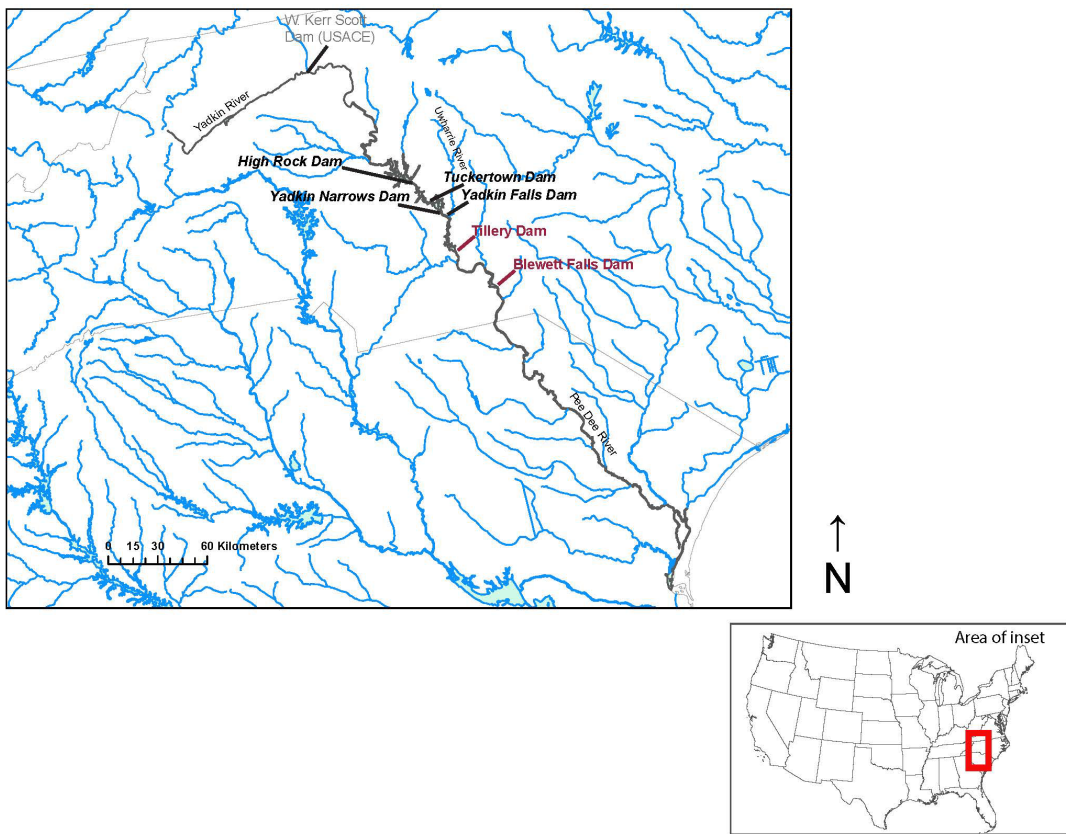 W. Kerr Scott
Dam (USACE)
Yadkin River
Uwharrie River
High Rock Dam
Tuckertown Dam
Yadkin Narrows Dam
Yadkin Falls Dam
Tillery Dam
Blewett Falls Dam
Pee Dee River
0 15 30 60 Kilometers
↑
N
Area of inset